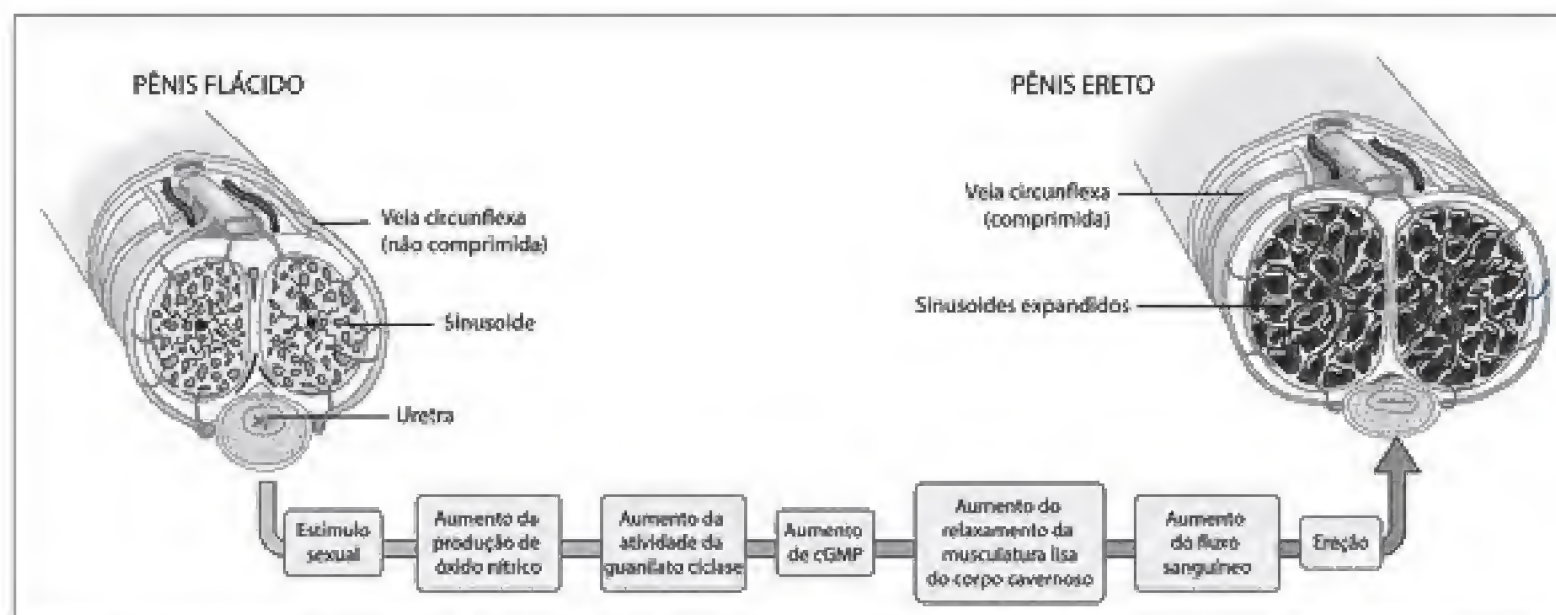 PÊNIS FLÁCIDO
Veia circunflexa
(não comprimida)
Sinusoide
Uretra
PÊNIS ERETO
Veia circunflexa
(comprimida)
Sinusoides expandidos
Estímulo
sexual
Aumento da
produção de
óxido nítrico
Aumento da
atividade da
guanilato ciclase
Aumento
de cGMP
Aumento do
relaxamento da
musculatura lisa
do corpo cavernoso
Aumento
do fluxo
sanguíneo
Ereção